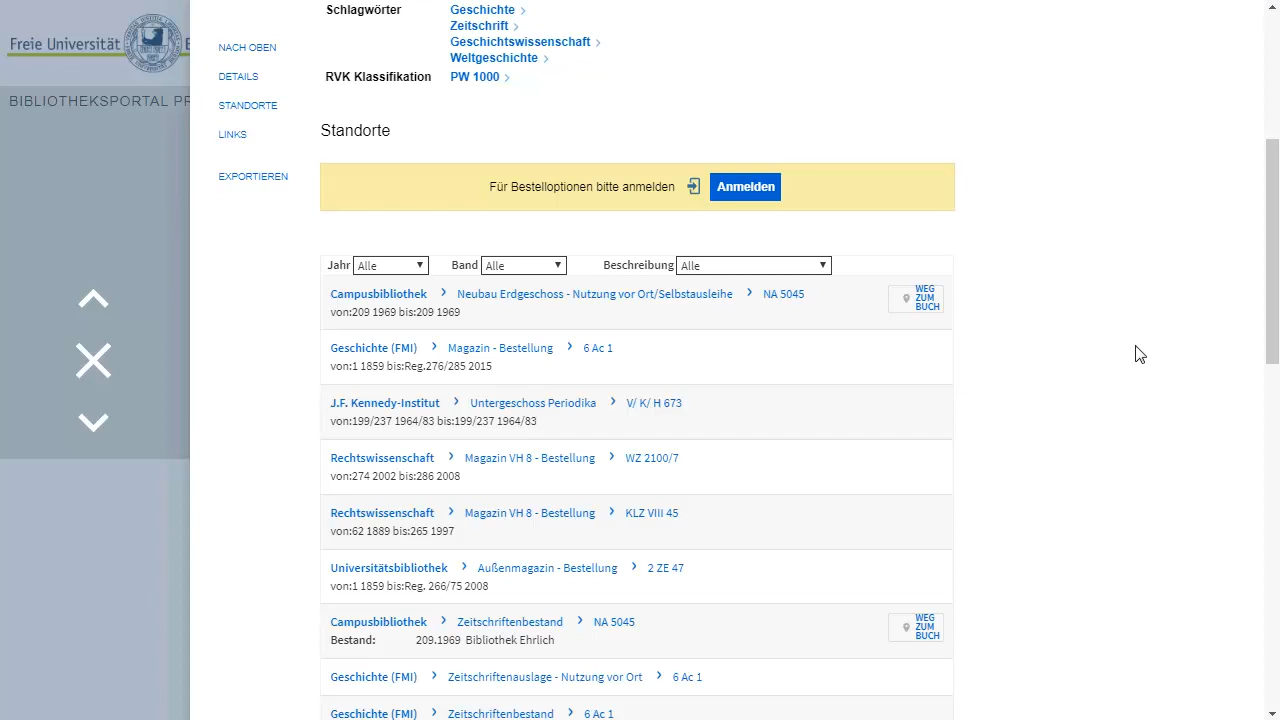 Freie Universität
BIBLIOTHEKSPORTAL PR
NACH OBEN
DETAILS
STANDORTE
LINKS
EXPORTIEREN
Schlagwörter Geschichte
Zeitschrift
Geschichtswissenschaft
Weltgeschichte
RVK Klassifikation PW 1000
Standorte
Für Bestelloptionen bitte anmelden Anmelden
Jahr Alle Band Alle Beschreibung Alle
Campusbibliothek Neubau Erdgeschoss - Nutzung vor Ort/Selbstausleihe NA 5045
von:209 1969 bis:209 1969
WEG
ZUM
BUCH
Geschichte (FMI) Magazin - Bestellung 6 Ac 1
von:1 1859 bis:Reg.276/285 2015
J.F. Kennedy-Institut Untergeschoss Periodika V/ K/ H 673
von:199/237 1964/83 bis:199/237 1964/83
Rechtswissenschaft Magazin VH 8 - Bestellung WZ 2100/7
von:274 2002 bis:286 2008
Rechtswissenschaft Magazin VH 8 - Bestellung KLZ VIII 45
von:62 1889 bis:265 1997
Universitätsbibliothek Außenmagazin - Bestellung 2 ZE 47
von:1 1859 bis:Reg. 266/75 2008
Campusbibliothek Zeitschriftenbestand NA 5045
Bestand: 209.1969 Bibliothek Ehrlich
WEG
ZUM
BUCH
Geschichte (FMI) Zeitschriftenauslage - Nutzung vor Ort 6 Ac 1
Geschichte (FMI) Zeitschriftenbestand 6 Ac 1